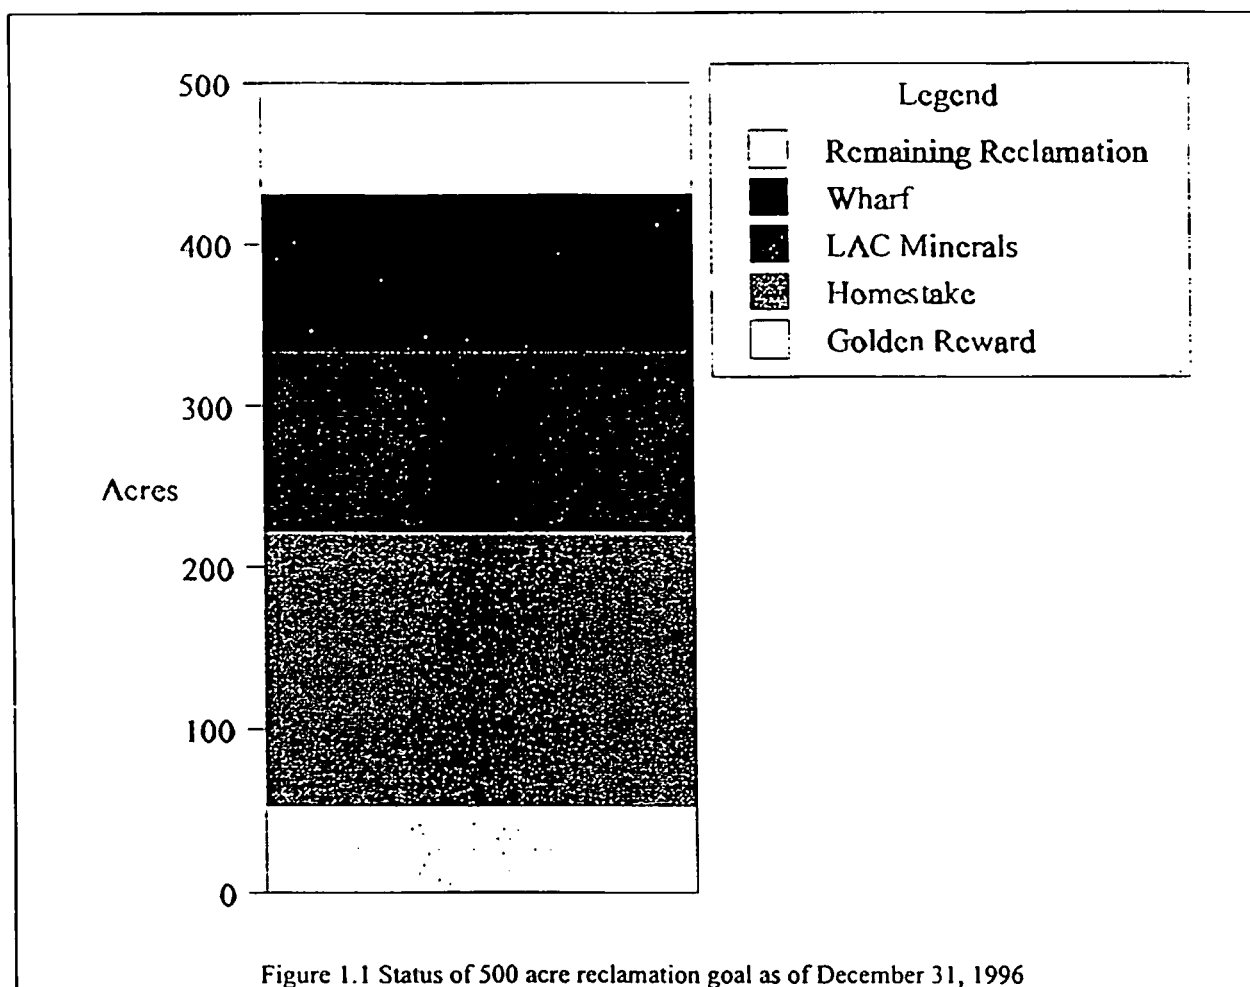 500
400
300
200
100
0
Acres
Legend
Remaining Reclamation
Wharf
LAC Minerals
Homestake
Golden Reward
Figure 1.1 Status of 500 acre reclamation goal as of December 31, 1996